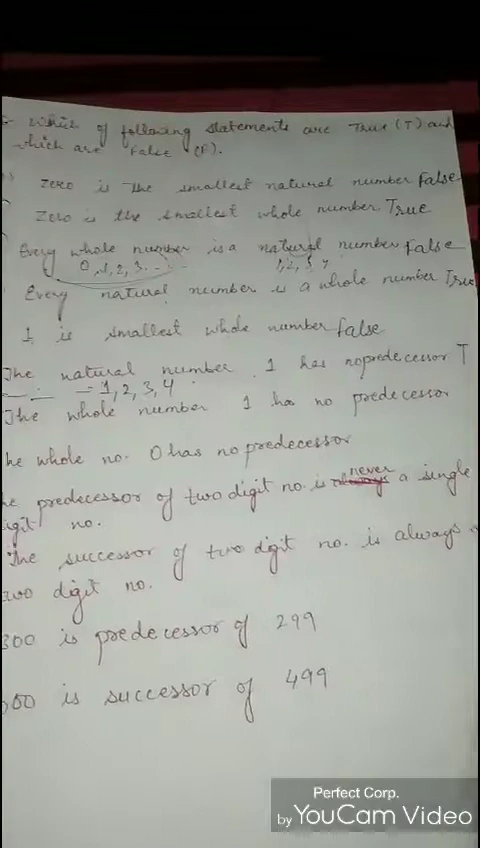 Which of following statements are True (T) and
which are False (F).
Zero is the smallest natural number False
Zero is the smallest whole number True
Every whole number is a natural number False
0, 1, 2, 3 1, 2, 3, 4
Every natural number is a whole number True
1 is smallest whole number false
The natural number 1 has no predecessor T
1, 2, 3, 4
The whole number 1 has no predecessor
he whole no. 0 has no predecessor
never
e predecessor of two digit no. is always a single
igit no.
The successor of two digit no. is always
two digit no.
300 is predecessor of 299
500 is successor of 499
Perfect Corp.
by YouCam Video